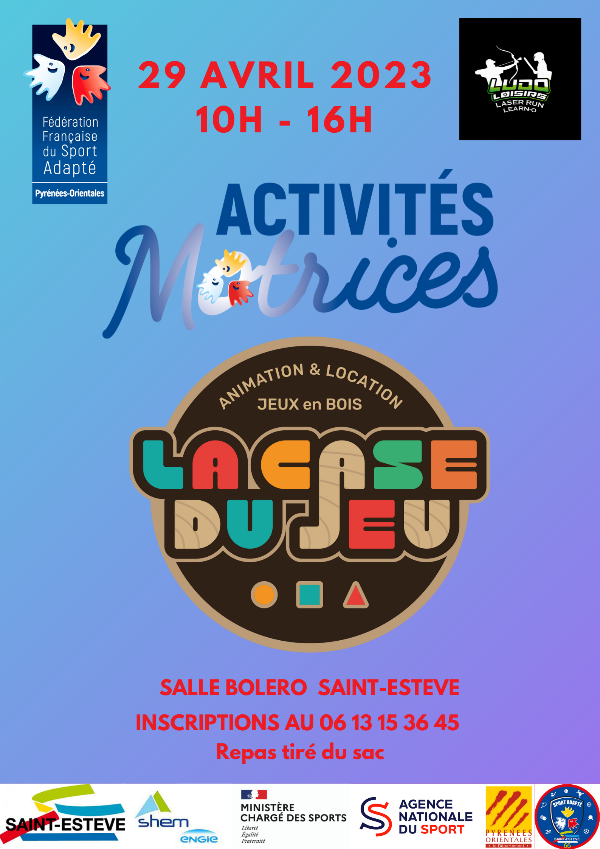 Fédération
Française
du Sport
Adapté
Pyrénées-Orientales
29 AVRIL 2023
10H - 16H
LUDO
LOISIRS
LASER RUN
LEARN-O
ACTIVITÉS
Motrices
ANIMATION & LOCATION
JEUX en BOIS
LA CASE
DU JEU
SALLE BOLERO SAINT-ESTEVE
INSCRIPTIONS AU 06 13 15 36 45
Repas tiré du sac
SAINT-ESTEVE
shem
ENGIE
MINISTÈRE
CHARGÉ DES SPORTS
Liberté
Égalité
Fraternité
AGENCE
NATIONALE
DU SPORT
PYRENEES
ORIENTALES
SPORT ADAPTÉ